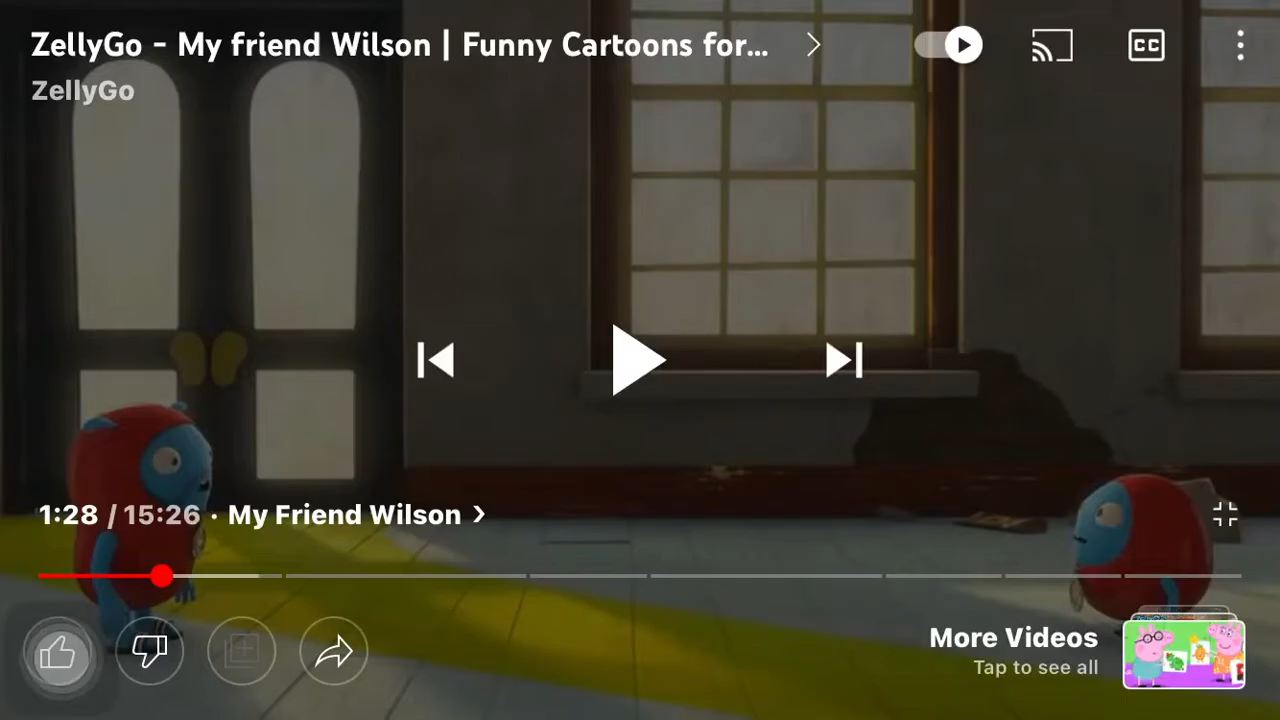 ZellyGo - My friend Wilson | Funny Cartoons for...
CC
ZellyGo
1:28 / 15:26 · My Friend Wilson
More Videos
Tap to see all